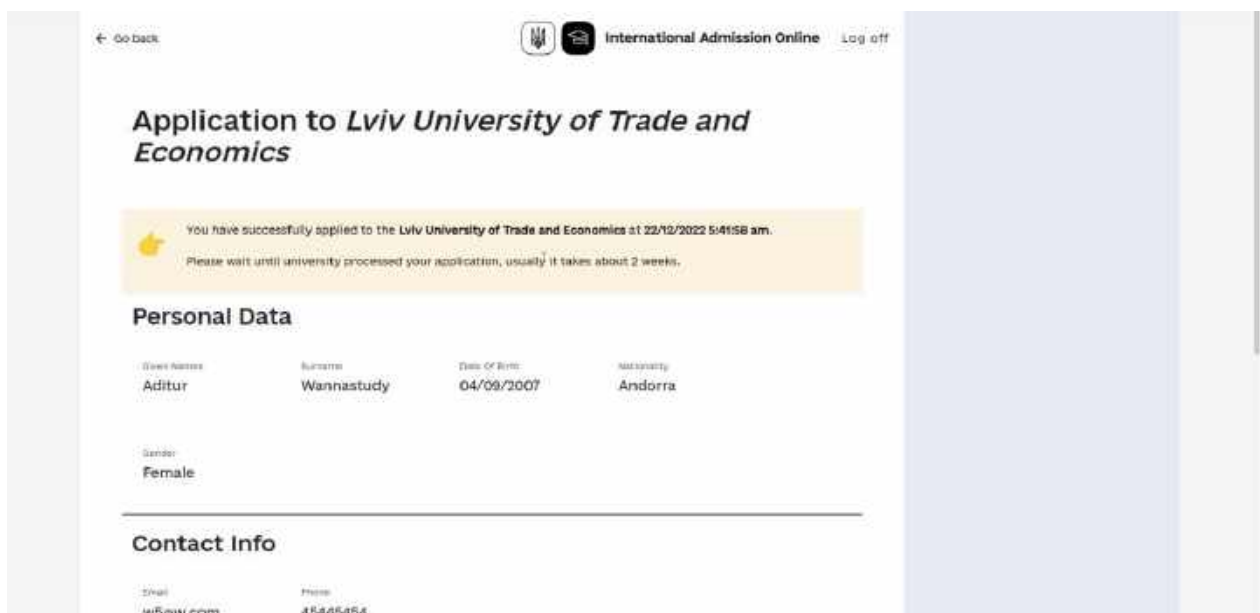 ← Go back
International Admission Online
Log off
Application to Lviv University of Trade and
Economics
You have successfully applied to the Lviv University of Trade and Economics at 22/12/2022 5:41:58 am.
Please wait until university processed your application, usually it takes about 2 weeks.
Personal Data
Given Names Surname Date Of Birth Nationality
Aditur Wannastudy 04/09/2007 Andorra
Gender
Female
Contact Info
Email Phone
45445454